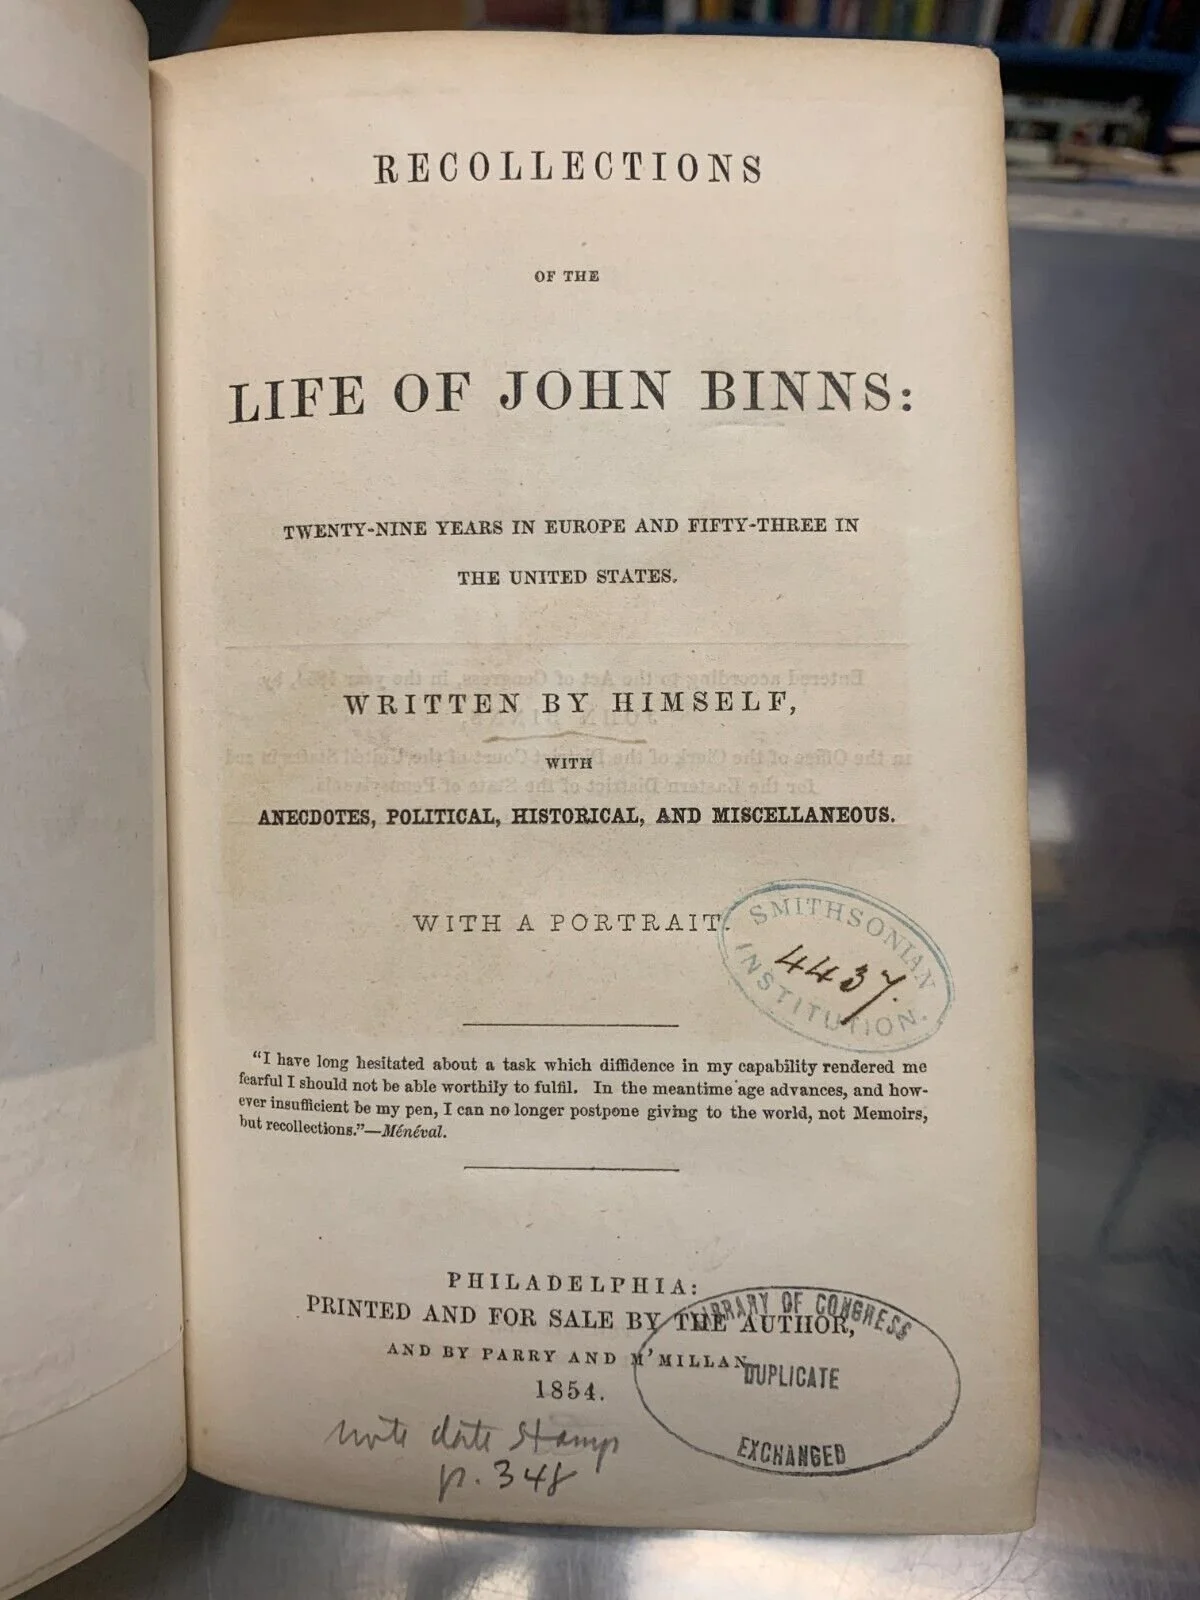 RECOLLECTIONS
OF THE
LIFE OF JOHN BINNS:
TWENTY-NINE YEARS IN EUROPE AND FIFTY-THREE IN
THE UNITED STATES.
WRITTEN BY HIMSELF,
WITH
ANECDOTES, POLITICAL, HISTORICAL, AND MISCELLANEOUS.
WITH A PORTRAIT.
SMITHSONIAN
4437.
INSTITUTION.
"I have long hesitated about a task which diffidence in my capability rendered me
fearful I should not be able worthily to fulfil. In the meantime age advances, and how-
ever insufficient be my pen, I can no longer postpone giving to the world, not Memoirs,
but recollections."—Ménéval.
PHILADELPHIA:
PRINTED AND FOR SALE BY THE AUTHOR,
AND BY PARRY AND M'MILLAN.
1854.
LIBRARY OF CONGRESS
DUPLICATE
EXCHANGED
note date stamp
p. 348